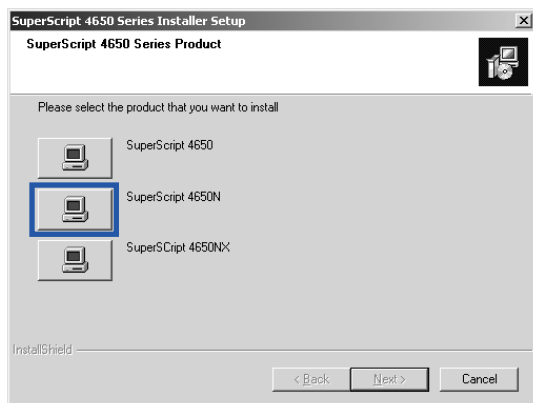 SuperScript 4650 Series Installer Setup
SuperScript 4650 Series Product
Please select the product that you want to install
SuperScript 4650
SuperScript 4650N
SuperSCript 4650NX
InstallShield
< Back
Next >
Cancel